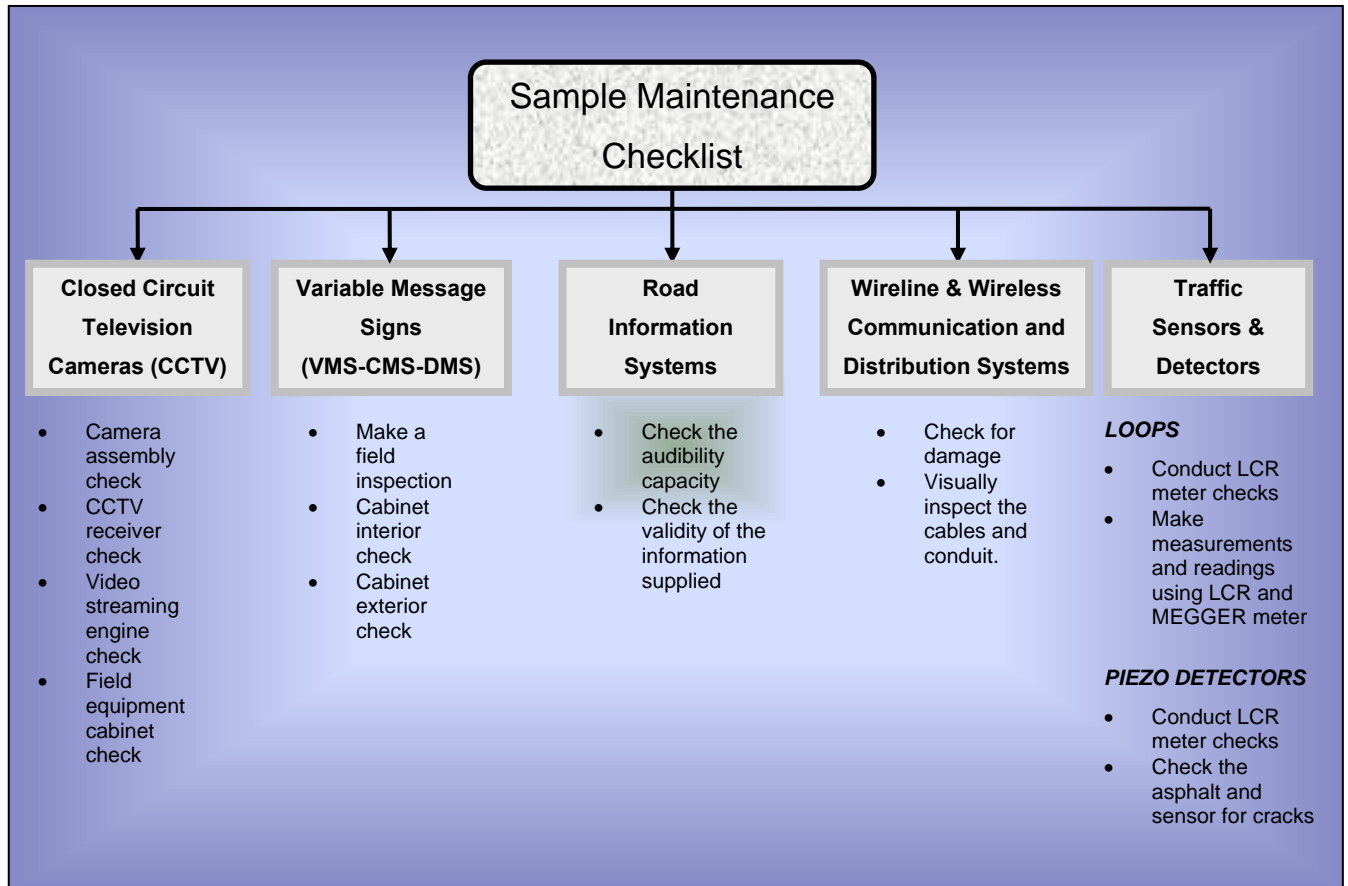 Sample Maintenance
Checklist
Closed Circuit
Television
Cameras (CCTV)
• Camera
assembly
check
• CCTV
receiver
check
• Video
streaming
engine
check
• Field
equipment
cabinet
check
Variable Message
Signs
(VMS-CMS-DMS)
• Make a
field
inspection
• Cabinet
interior
check
• Cabinet
exterior
check
Road
Information
Systems
• Check the
audibility
capacity
• Check the
validity of the
information
supplied
Wireline & Wireless
Communication and
Distribution Systems
• Check for
damage
• Visually
inspect the
cables and
conduit.
Traffic
Sensors &
Detectors
LOOPS
• Conduct LCR
meter checks
• Make
measurements
and readings
using LCR and
MEGGER meter
PIEZO DETECTORS
• Conduct LCR
meter checks
• Check the
asphalt and
sensor for cracks